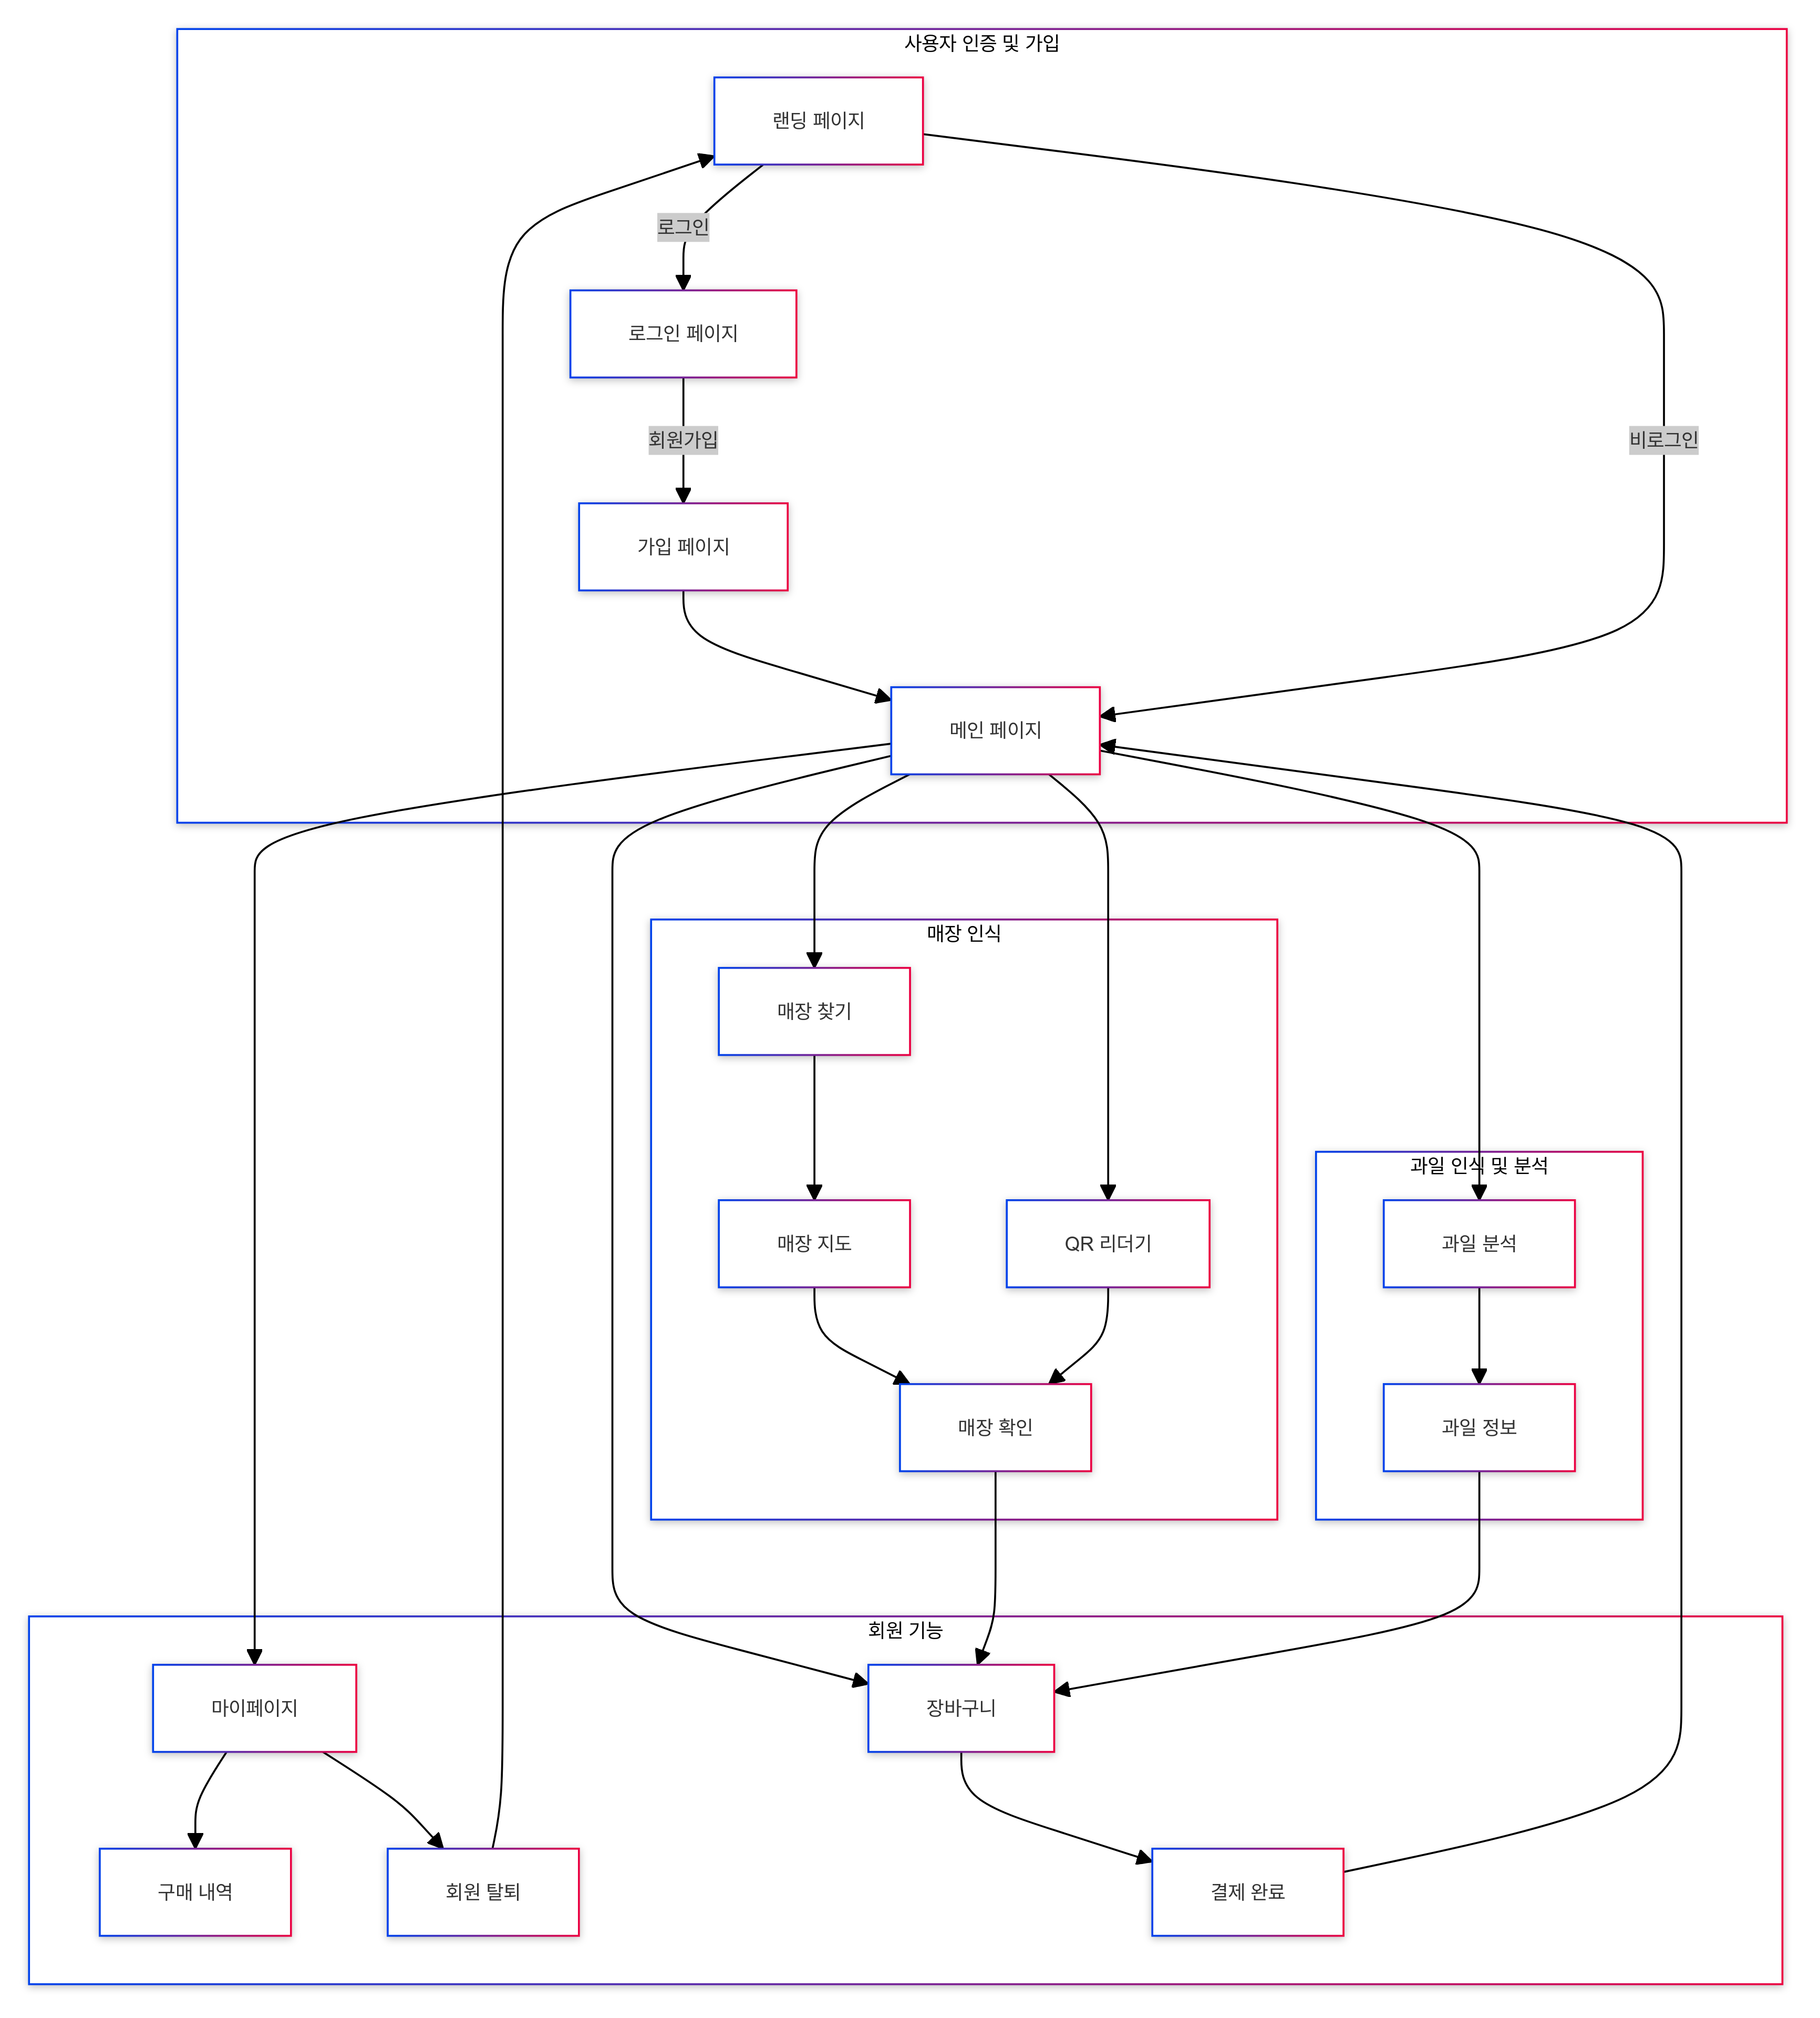 사용자 인증 및 가입
랜딩 페이지
로그인
로그인 페이지
회원가입
비로그인
가입 페이지
메인 페이지
매장 인식
매장 찾기
과일 인식 및 분석
매장 지도
QR 리더기
과일 분석
매장 확인
과일 정보
회원 기능
마이페이지
장바구니
구매 내역
회원 탈퇴
결제 완료